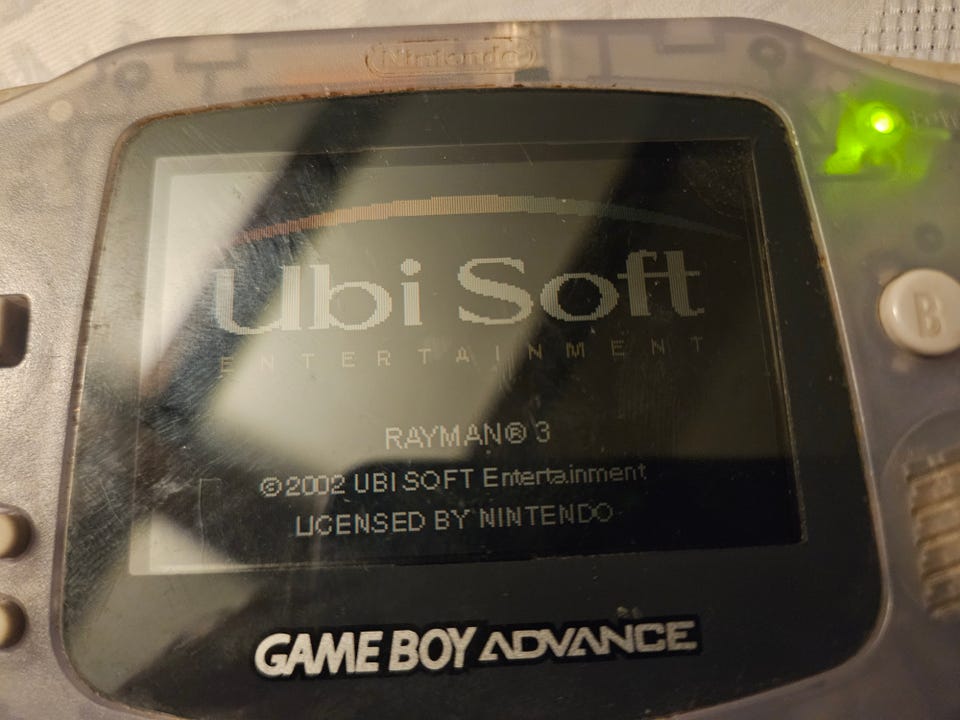 Nintendo
Ubi Soft
ENTERTAINMENT
RAYMAN® 3
©2002 UBI SOFT Entertainment
LICENSED BY NINTENDO
B
GAME BOY ADVANCE